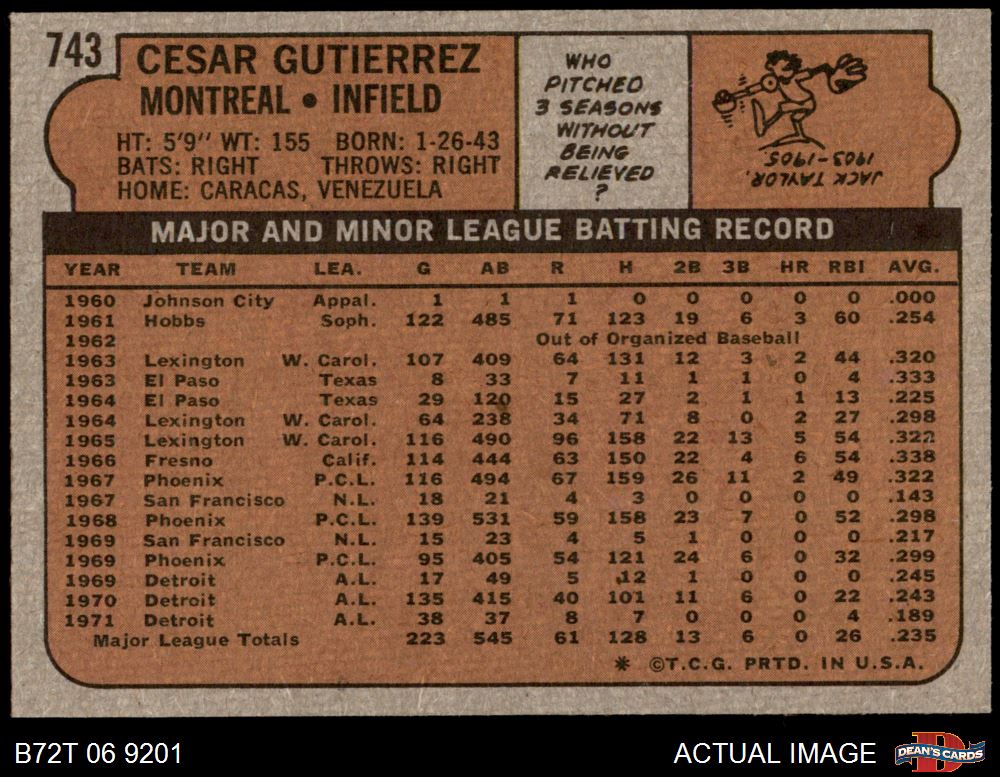 743
CESAR GUTIERREZ
MONTREAL • INFIELD
HT: 5'9" WT: 155 BORN: 1-26-43
BATS: RIGHT THROWS: RIGHT
HOME: CARACAS, VENEZUELA
WHO
PITCHED
3 SEASONS
WITHOUT
BEING
RELIEVED
?
JACK TAYLOR,
1903-1905.
MAJOR AND MINOR LEAGUE BATTING RECORD
YEAR TEAM LEA. G AB R H 2B 3B HR RBI AVG.
1960 Johnson City Appal. 1 1 1 0 0 0 0 0 .000
1961 Hobbs Soph. 122 485 71 123 19 6 3 60 .254
1962 Out of Organized Baseball
1963 Lexington W. Carol. 107 409 64 131 12 3 2 44 .320
1963 El Paso Texas 8 33 7 11 1 1 0 4 .333
1964 El Paso Texas 29 120 15 27 2 1 1 13 .225
1964 Lexington W. Carol. 64 238 34 71 8 0 2 27 .298
1965 Lexington W. Carol. 116 490 96 158 22 13 5 54 .322
1966 Fresno Calif. 114 444 63 150 22 4 6 54 .338
1967 Phoenix P.C.L. 116 494 67 159 26 11 2 49 .322
1967 San Francisco N.L. 18 21 4 3 0 0 0 0 .143
1968 Phoenix P.C.L. 139 531 59 158 23 7 0 52 .298
1969 San Francisco N.L. 15 23 4 5 1 0 0 0 .217
1969 Phoenix P.C.L. 95 405 54 121 24 6 0 32 .299
1969 Detroit A.L. 17 49 5 12 1 0 0 0 .245
1970 Detroit A.L. 135 415 40 101 11 6 0 22 .243
1971 Detroit A.L. 38 37 8 7 0 0 0 4 .189
Major League Totals 223 545 61 128 13 6 0 26 .235
* ©T.C.G. PRTD. IN U.S.A.
B72T 06 9201
ACTUAL IMAGE
DEAN'S CARDS